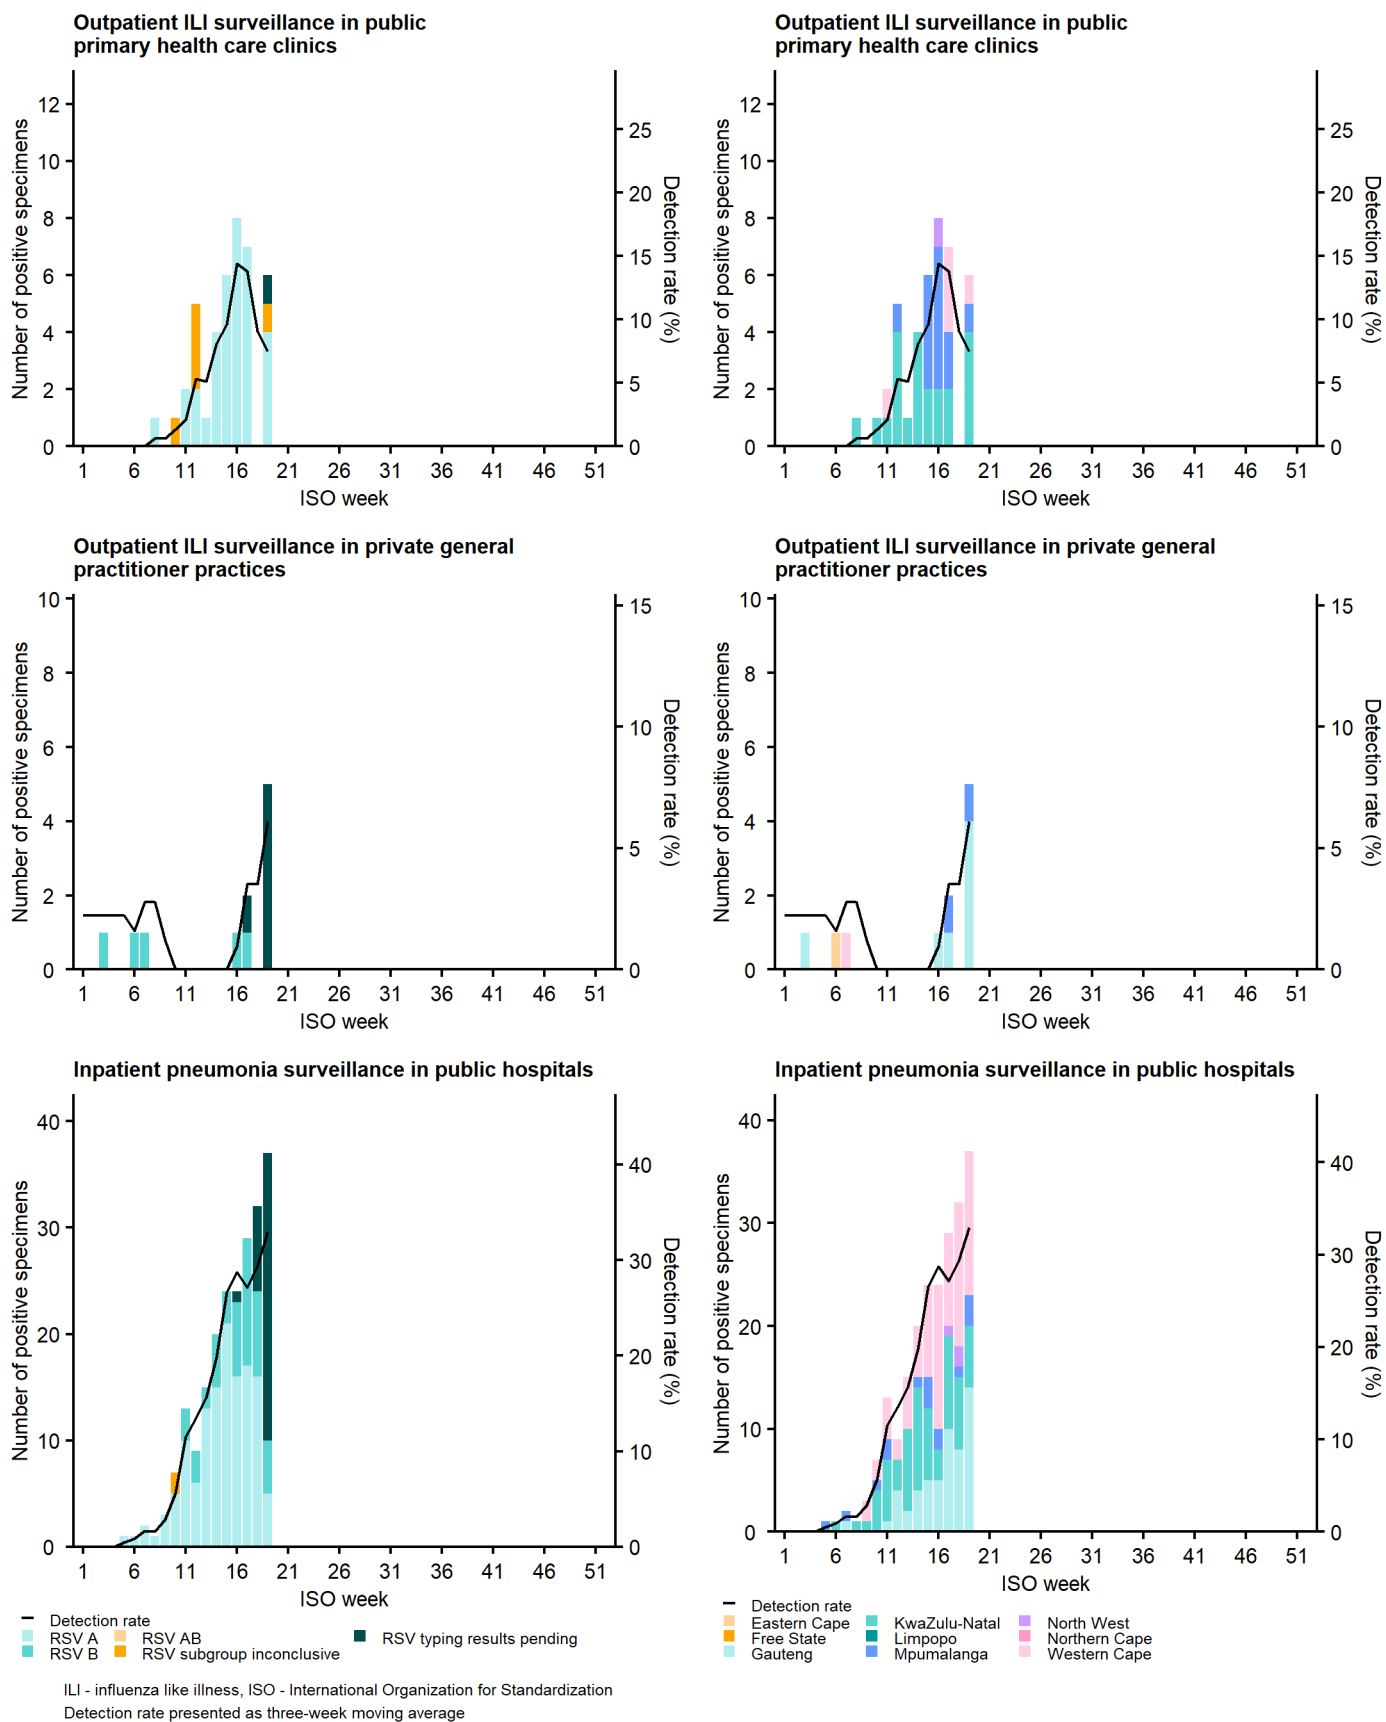 Outpatient ILI surveillance in public
primary health care clinics
Number of positive specimens
12
10
8
6
4
2
0
25
20
15
10
5
0
Detection rate (%)
1 6 11 16 21 26 31 36 41 46 51
ISO week
Outpatient ILI surveillance in public
primary health care clinics
Number of positive specimens
12
10
8
6
4
2
0
25
20
15
10
5
0
Detection rate (%)
1 6 11 16 21 26 31 36 41 46 51
ISO week
Outpatient ILI surveillance in private general
practitioner practices
Number of positive specimens
10
8
6
4
2
0
15
10
5
0
Detection rate (%)
1 6 11 16 21 26 31 36 41 46 51
ISO week
Outpatient ILI surveillance in private general
practitioner practices
Number of positive specimens
10
8
6
4
2
0
15
10
5
0
Detection rate (%)
1 6 11 16 21 26 31 36 41 46 51
ISO week
Inpatient pneumonia surveillance in public hospitals
Number of positive specimens
40
30
20
10
0
40
30
20
10
0
Detection rate (%)
1 6 11 16 21 26 31 36 41 46 51
ISO week
Inpatient pneumonia surveillance in public hospitals
Number of positive specimens
40
30
20
10
0
40
30
20
10
0
Detection rate (%)
1 6 11 16 21 26 31 36 41 46 51
ISO week
Detection rate
RSV A RSV AB RSV typing results pending
RSV B RSV subgroup inconclusive
Detection rate
Eastern Cape KwaZulu-Natal North West
Free State Limpopo Northern Cape
Gauteng Mpumalanga Western Cape
ILI - influenza like illness, ISO - International Organization for Standardization
Detection rate presented as three-week moving average